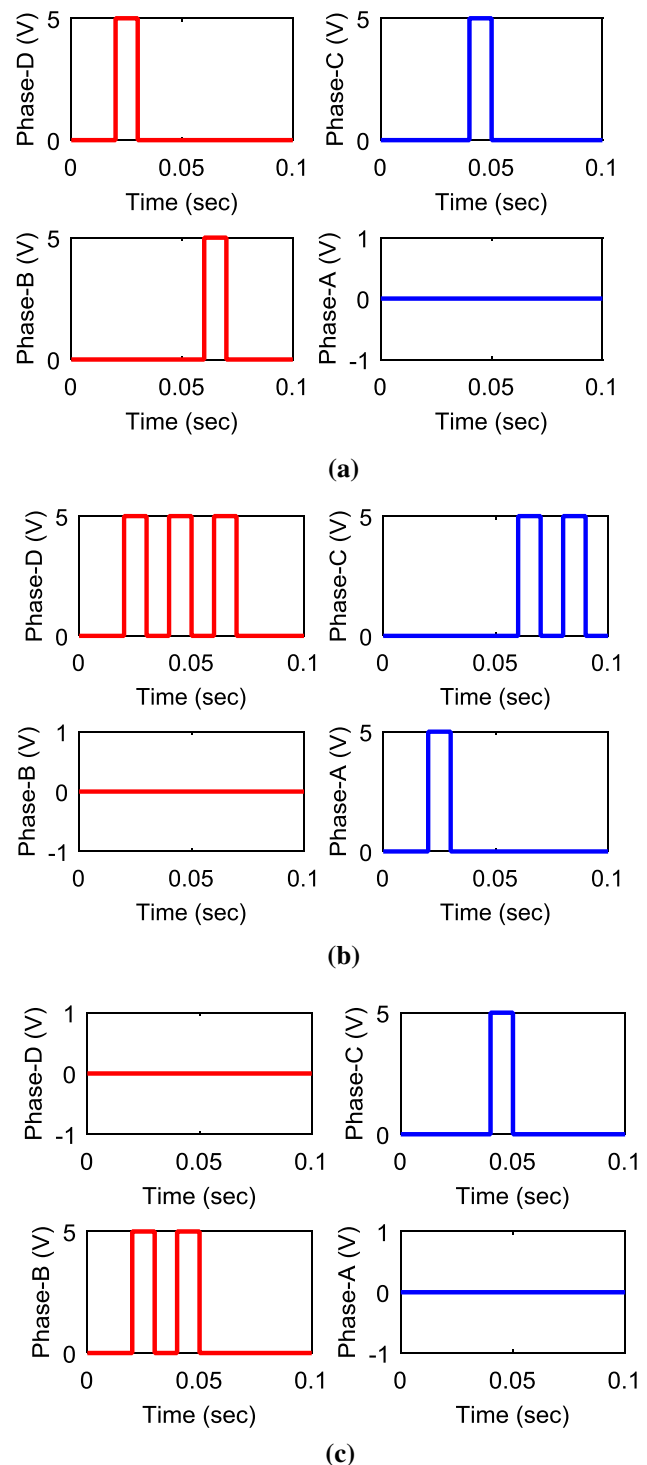 Phase-D (V)
5
0
0 0.05 0.1
Time (sec)
Phase-C (V)
5
0
0 0.05 0.1
Time (sec)
Phase-B (V)
5
0
0 0.05 0.1
Time (sec)
Phase-A (V)
1
0
-1
0 0.05 0.1
Time (sec)
(a)
Phase-D (V)
5
0
0 0.05 0.1
Time (sec)
Phase-C (V)
5
0
0 0.05 0.1
Time (sec)
Phase-B (V)
1
0
-1
0 0.05 0.1
Time (sec)
Phase-A (V)
5
0
0 0.05 0.1
Time (sec)
(b)
Phase-D (V)
1
0
-1
0 0.05 0.1
Time (sec)
Phase-C (V)
5
0
0 0.05 0.1
Time (sec)
Phase-B (V)
5
0
0 0.05 0.1
Time (sec)
Phase-A (V)
1
0
-1
0 0.05 0.1
Time (sec)
(c)